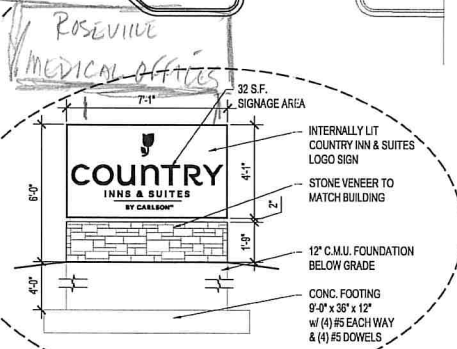 ROSEVILLE
MEDICAL OFFICES
7'-1"
32 S.F.
SIGNAGE AREA
INTERNALLY LIT
COUNTRY INN & SUITES
LOGO SIGN
COUNTRY
INNS & SUITES
BY CARLSON™
6'-0"
4'-1"
STONE VENEER TO
MATCH BUILDING
2"
1'-9"
12" C.M.U. FOUNDATION
BELOW GRADE
4'-0"
CONC. FOOTING
9'-0" x 36" x 12"
w/ (4) #5 EACH WAY
& (4) #5 DOWELS